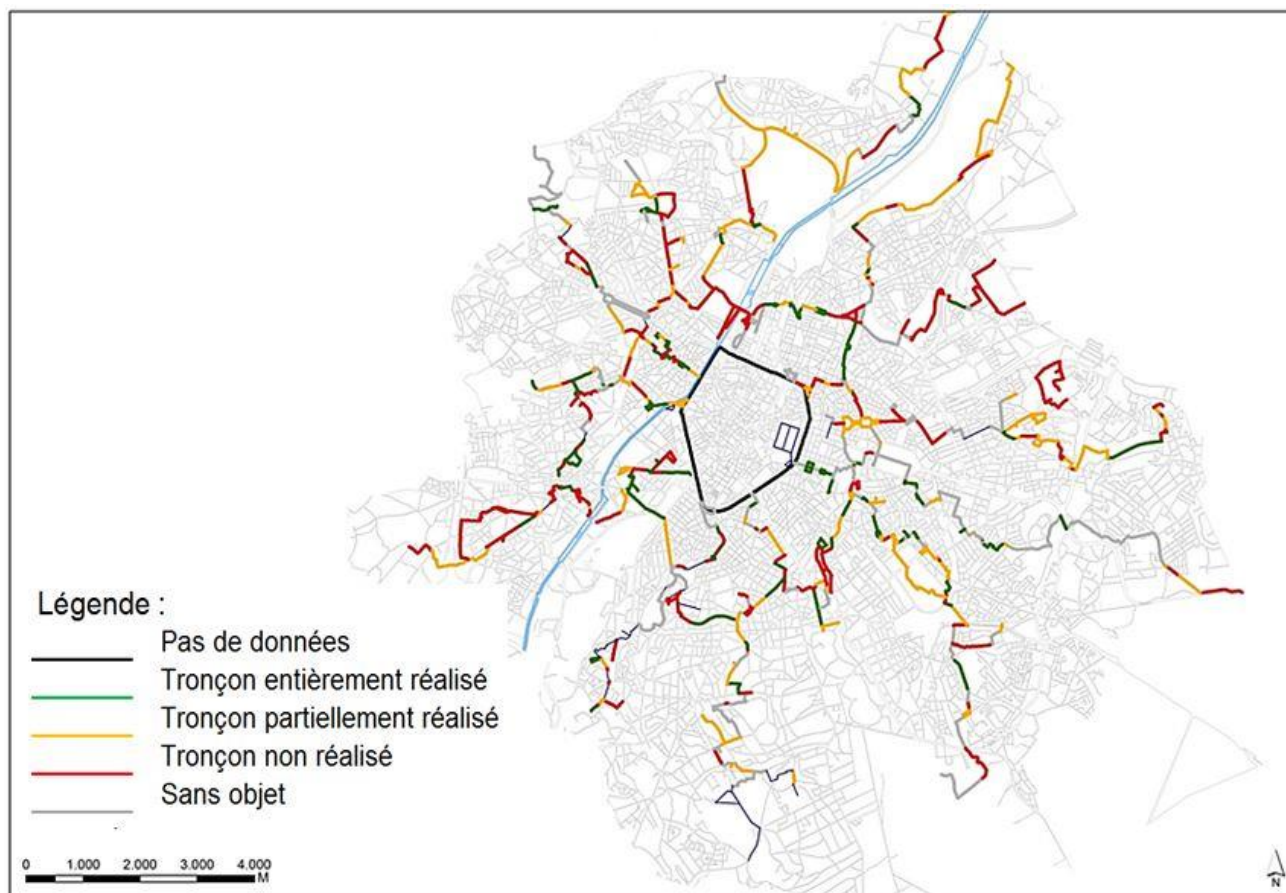 Légende :
Pas de données
Tronçon entièrement réalisé
Tronçon partiellement réalisé
Tronçon non réalisé
Sans objet
0 1.000 2.000 3.000 4.000
M
N